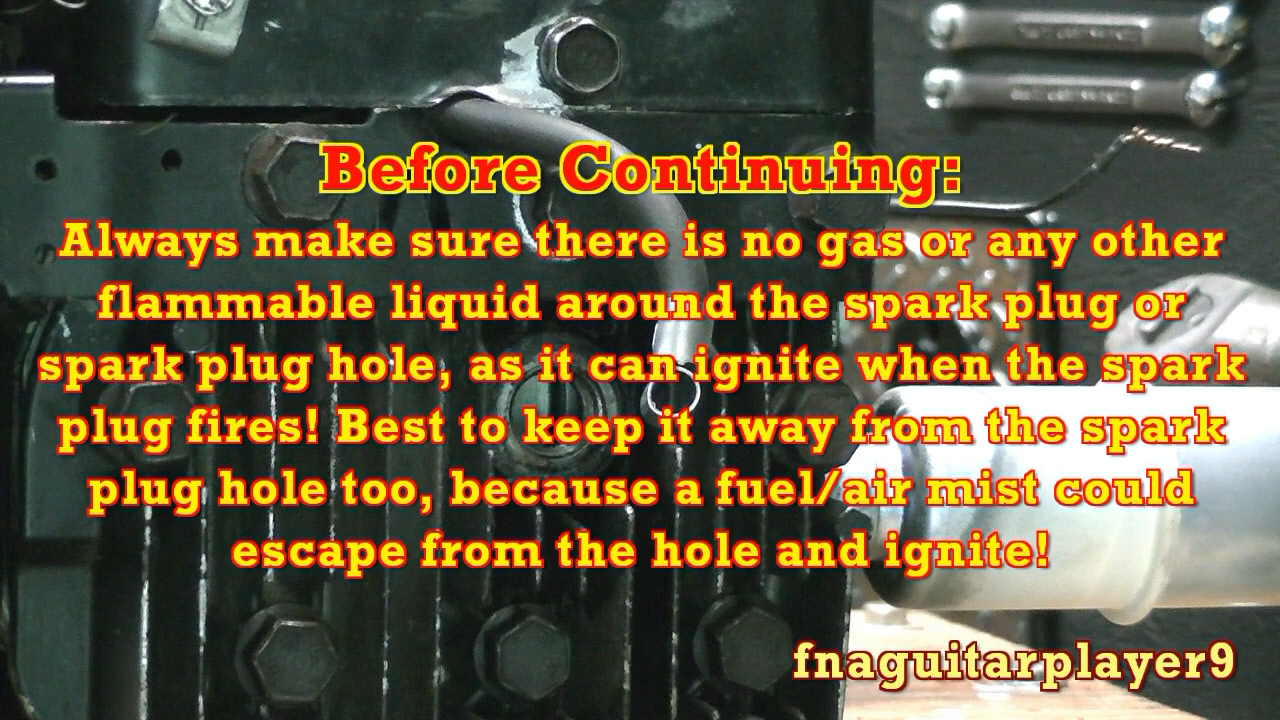 Before Continuing:
Always make sure there is no gas or any other
flammable liquid around the spark plug or
spark plug hole, as it can ignite when the spark
plug fires! Best to keep it away from the spark
plug hole too, because a fuel/air mist could
escape from the hole and ignite!
fnaguitarplayer9